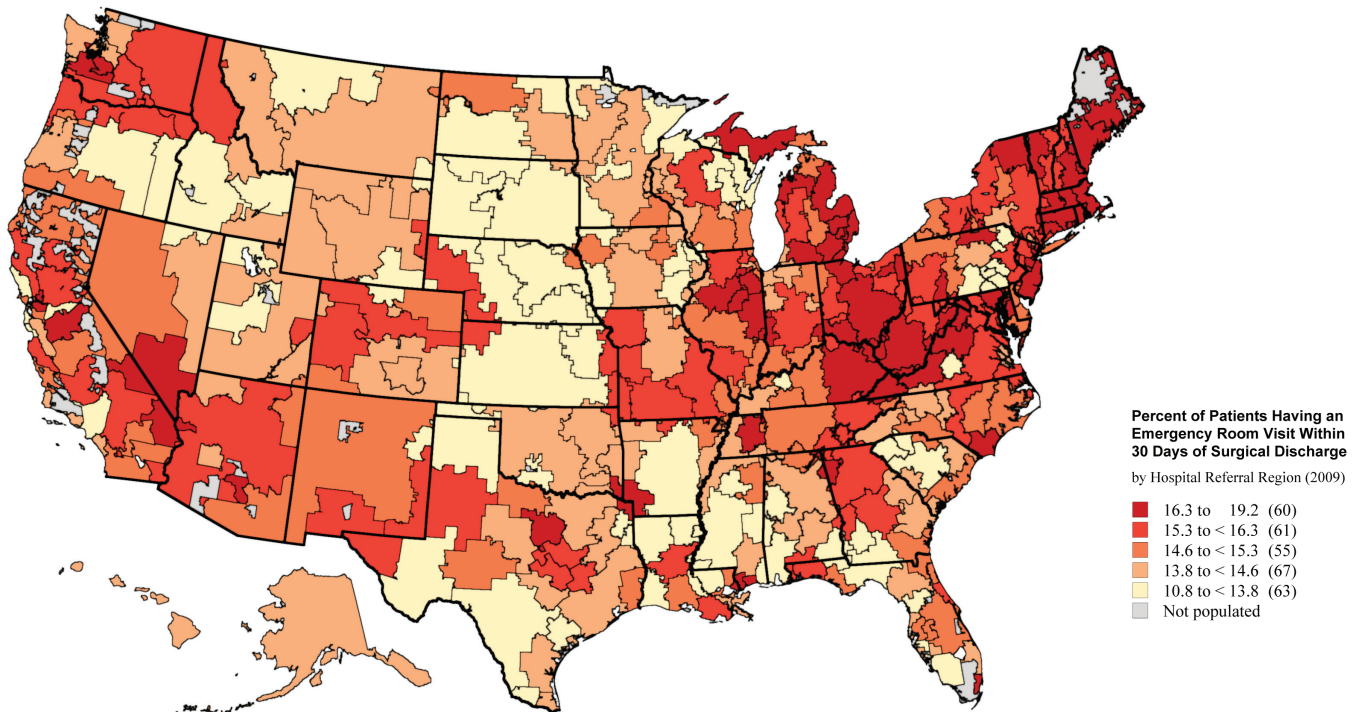 Percent of Patients Having an
Emergency Room Visit Within
30 Days of Surgical Discharge
by Hospital Referral Region (2009)
16.3 to 19.2 (60)
15.3 to < 16.3 (61)
14.6 to < 15.3 (55)
13.8 to < 14.6 (67)
10.8 to < 13.8 (63)
Not populated